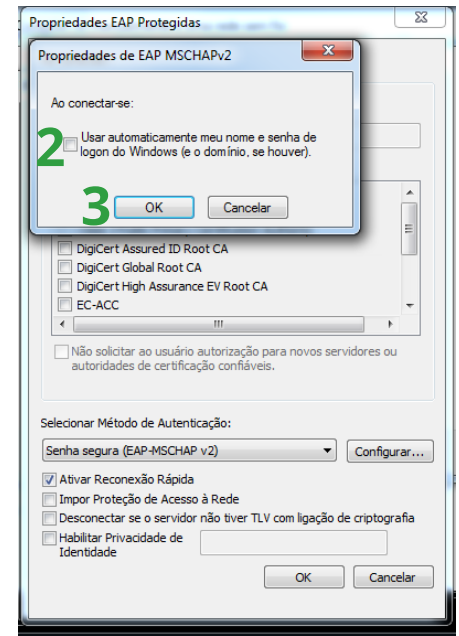 Propriedades EAP Protegidas
Propriedades de EAP MSCHAPv2
Ao conectar-se:
2
Usar automaticamente meu nome e senha de
logon do Windows (e o domínio, se houver).
3
OK
Cancelar
DigiCert Assured ID Root CA
DigiCert Global Root CA
DigiCert High Assurance EV Root CA
EC-ACC
Não solicitar ao usuário autorização para novos servidores ou
autoridades de certificação confiáveis.
Selecionar Método de Autenticação:
Senha segura (EAP-MSCHAP v2)
Configurar...
Ativar Reconexão Rápida
Impor Proteção de Acesso à Rede
Desconectar se o servidor não tiver TLV com ligação de criptografia
Habilitar Privacidade de
Identidade
OK
Cancelar